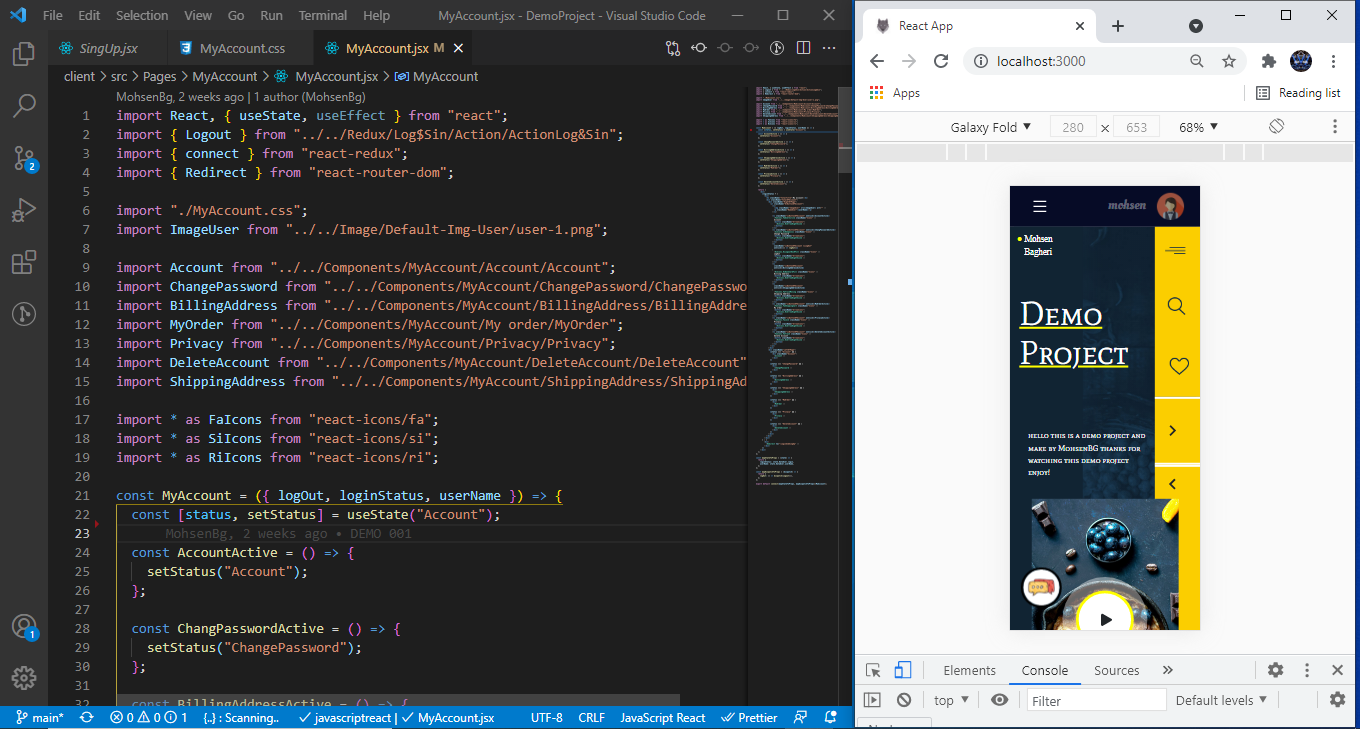 File Edit Selection View Go Run Terminal Help MyAccount.jsx - DemoProject - Visual Studio Code
SingUp.jsx MyAccount.css MyAccount.jsx M
client > src > Pages > MyAccount > MyAccount.jsx > MyAccount
MohsenBg, 2 weeks ago | 1 author (MohsenBg)
1 import React, { useState, useEffect } from "react";
2 import { Logout } from "../../Redux/Log$Sin/Action/ActionLog&Sin";
3 import { connect } from "react-redux";
4 import { Redirect } from "react-router-dom";
5
6 import "./MyAccount.css";
7 import ImageUser from "../../Image/Default-Img-User/user-1.png";
8
9 import Account from "../../Components/MyAccount/Account/Account";
10 import ChangePassword from "../../Components/MyAccount/ChangePassword/ChangePasswo
11 import BillingAddress from "../../Components/MyAccount/BillingAddress/BillingAddre
12 import MyOrder from "../../Components/MyAccount/My order/MyOrder";
13 import Privacy from "../../Components/MyAccount/Privacy/Privacy";
14 import DeleteAccount from "../../Components/MyAccount/DeleteAccount/DeleteAccount"
15 import ShippingAddress from "../../Components/MyAccount/ShippingAddress/ShippingAd
16
17 import * as FaIcons from "react-icons/fa";
18 import * as SiIcons from "react-icons/si";
19 import * as RiIcons from "react-icons/ri";
20
21 const MyAccount = ({ logOut, loginStatus, userName }) => {
22 const [status, setStatus] = useState("Account");
23 MohsenBg, 2 weeks ago • DEMO 001
24 const AccountActive = () => {
25 setStatus("Account");
26 };
27
28 const ChangPasswordActive = () => {
29 setStatus("ChangePassword");
30 };
31
32 const BillingAddressActive = () => {
2
1
main* 0 0 1 {..} : Scanning.. javascriptreact | MyAccount.jsx UTF-8 CRLF JavaScript React Prettier
React App
localhost:3000
Apps Reading list
Galaxy Fold 280 × 653 68%
mohsen
Mohsen
Bagheri
Demo
Project
hello this is a demo project and
make by MohsenBG thanks for
watching this demo project
enjoy!
Elements Console Sources »
top Filter Default levels